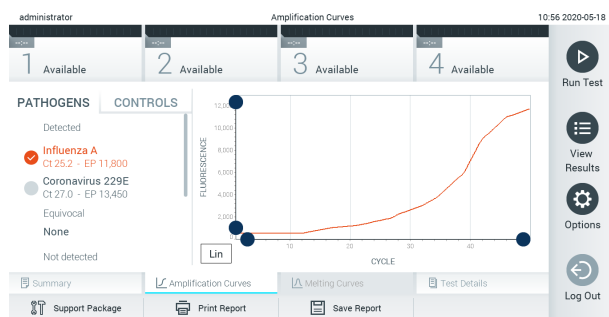 administrator
Amplification Curves
10:56 2020-05-18
--:--
1 Available
--:--
2 Available
--:--
3 Available
--:--
4 Available
Run Test
View Results
Options
Log Out
PATHOGENS
CONTROLS
Detected
Influenza A
Ct 25.2 - EP 11,800
Coronavirus 229E
Ct 27.0 - EP 13,450
Equivocal
None
Not detected
FLUORESCENCE
12,000
10,000
8,000
6,000
4,000
2,000
0
10
20
30
40
CYCLE
Lin
Summary
Amplification Curves
Melting Curves
Test Details
Support Package
Print Report
Save Report